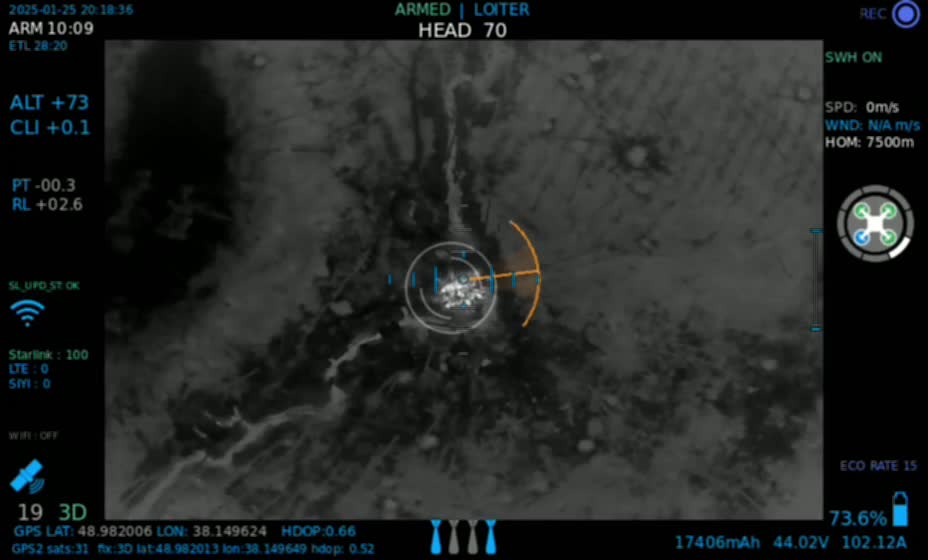 2025-01-25 20:18:36
ARMED | LOITER
REC
ARM 10:09
HEAD 70
ETL 28:20
SWH ON
ALT +73
CLI +0.1
SPD: 0m/s
WND: N/A m/s
HOM: 7500m
PT -00.3
RL +02.6
SL_UPD_ST: OK
Starlink : 100
LTE : 0
SIYI : 0
WIFI : OFF
ECO RATE 15
19 3D
73.6%
GPS LAT: 48.982006 LON: 38.149624 HDOP:0.66
GPS2 sats:31 fix:3D lat:48.982013 lon:38.149649 hdop: 0.52
17406mAh 44.02V 102.12A